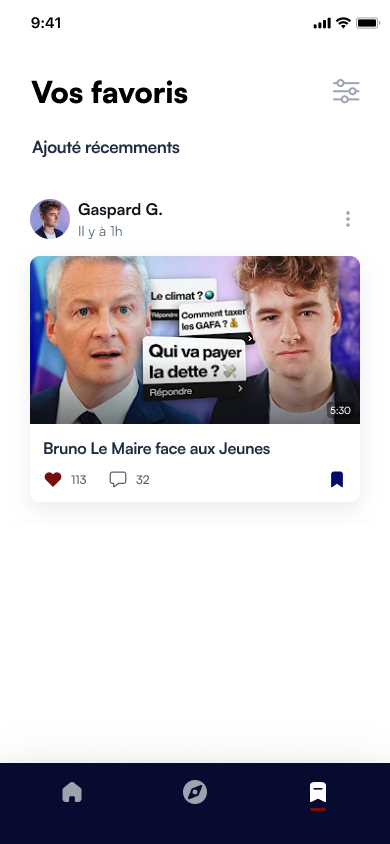 9:41
Vos favoris
Ajouté récemments
Gaspard G.
Il y à 1h
Le climat ?
Répondre
Comment taxer
les GAFA ?
Qui va payer
la dette ?
Répondre
5:30
Bruno Le Maire face aux Jeunes
113
32